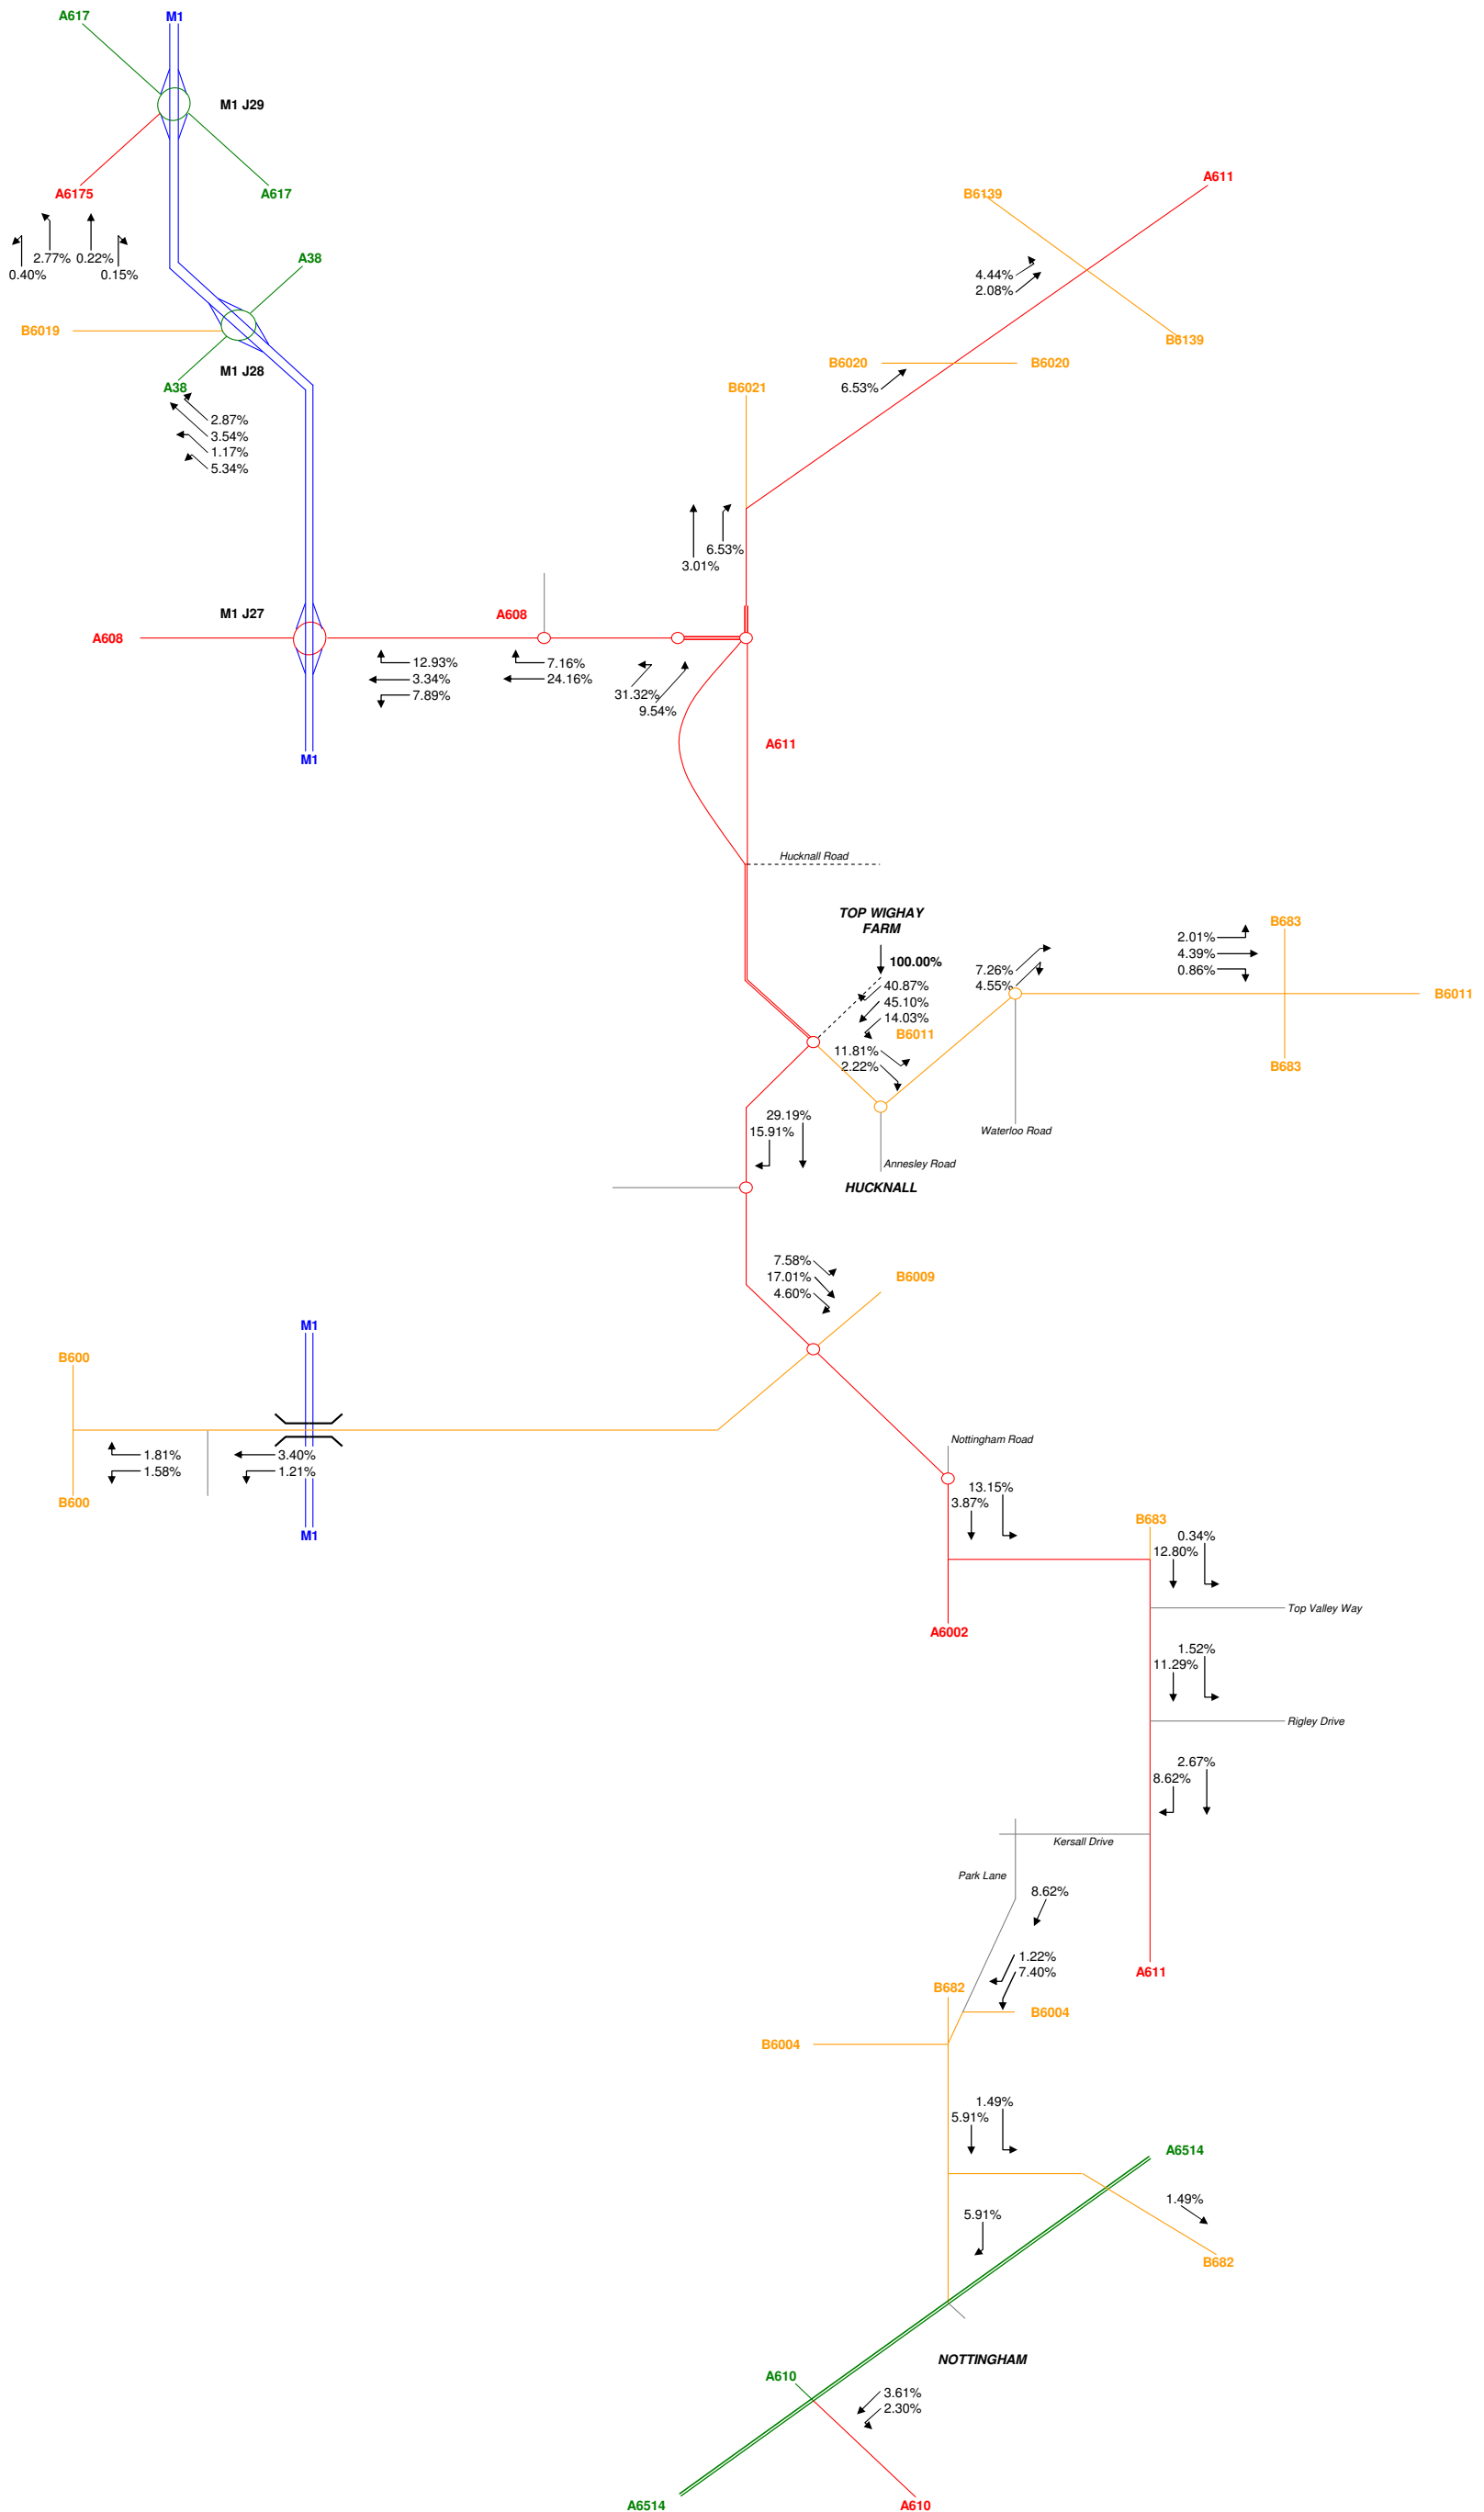 A617
M1
M1 J29
A6175
A617
A611
B6139
2.77%
0.22%
0.40%
0.15%
A38
4.44%
2.08%
B6019
B6139
M1 J28
B6020
B6020
A38
B6021
6.53%
2.87%
3.54%
1.17%
5.34%
6.53%
3.01%
M1 J27
A608
A608
12.93%
3.34%
7.89%
7.16%
24.16%
31.32%
9.54%
A611
M1
Hucknall Road
TOP WIGHAY
FARM
100.00%
40.87%
45.10%
14.03%
B6011
11.81%
2.22%
7.26%
4.55%
2.01%
4.39%
0.86%
B683
B6011
B683
29.19%
15.91%
Waterloo Road
Annesley Road
HUCKNALL
7.58%
17.01%
4.60%
B6009
M1
B600
1.81%
1.58%
3.40%
1.21%
B600
M1
Nottingham Road
13.15%
3.87%
B683
0.34%
12.80%
Top Valley Way
A6002
1.52%
11.29%
Rigley Drive
2.67%
8.62%
Kersall Drive
Park Lane
8.62%
1.22%
7.40%
A611
B682
B6004
B6004
1.49%
5.91%
A6514
1.49%
5.91%
B682
NOTTINGHAM
A610
3.61%
2.30%
A6514
A610